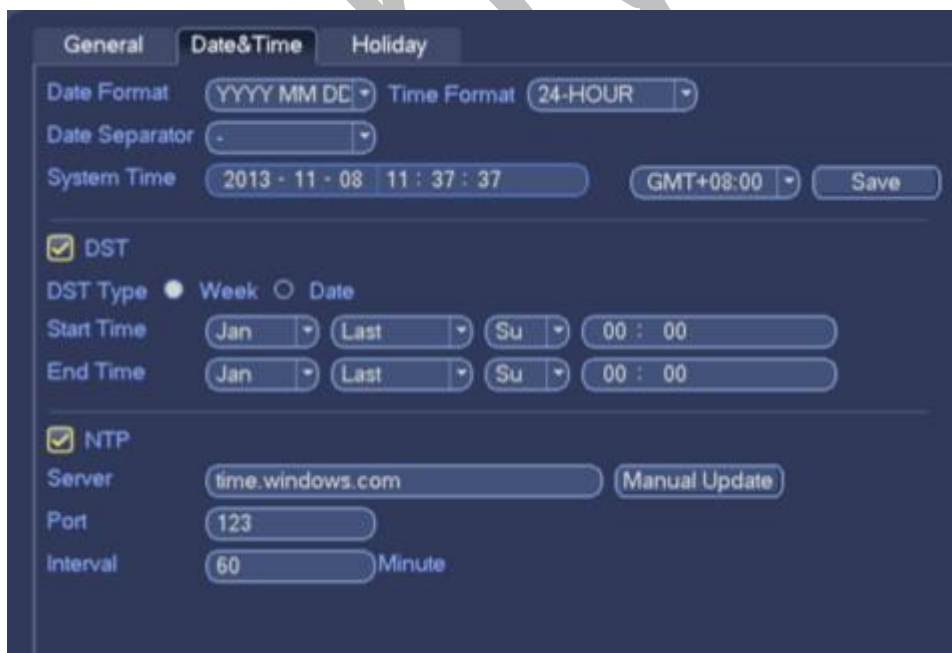 General Date&Time Holiday
Date Format YYYY MM DD Time Format 24-HOUR
Date Separator -
System Time 2013 - 11 - 08 11 : 37 : 37 GMT+08:00 Save
DST
DST Type Week Date
Start Time Jan Last Su 00 : 00
End Time Jan Last Su 00 : 00
NTP
Server time.windows.com Manual Update
Port 123
Interval 60 Minute